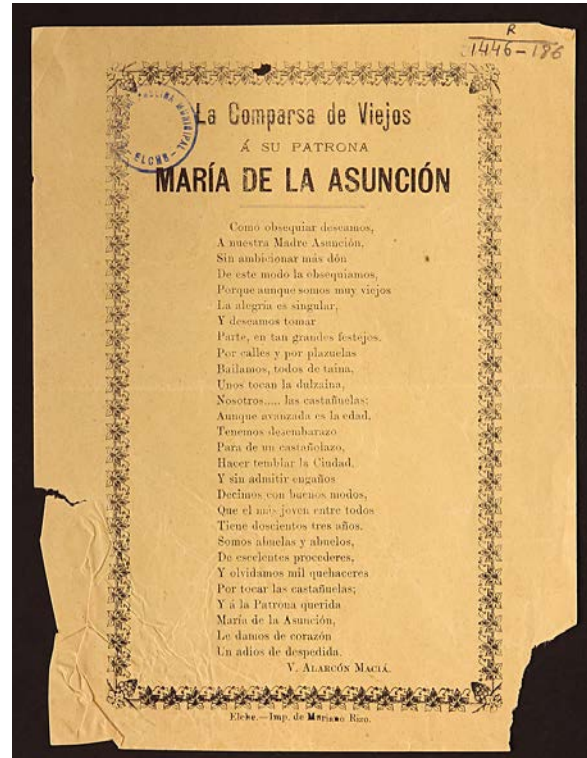 R
1446-186
La Comparsa de Viejos
Á SU PATRONA
MARÍA DE LA ASUNCIÓN
Como obsequiar deseamos,
A nuestra Madre Asunción,
Sin ambicionar más dón
De este modo la obsequiamos,
Porque aunque somos muy viejos
La alegría es singular,
Y deseamos tomar
Parte, en tan grandes festejos.
Por calles y por plazuelas
Bailamos, todos de taina,
Unos tocan la dulzaina,
Nosotros..... las castañuelas;
Aunque avanzada es la edad,
Tenemos desembarazo
Para de un castañolazo,
Hacer temblar la Ciudad.
Y sin admitir engaños
Decimos con buenos modos,
Que el más joven entre todos
Tiene doscientos tres años.
Somos abuelas y abuelos,
De escelentes procederes,
Y olvidamos mil quehaceres
Por tocar las castañuelas;
Y á la Patrona querida
María de la Asunción,
Le damos de corazón
Un adios de despedida.
V. ALARCÓN MACIÁ.
Elche.—Imp. de Mariano Rizo.
MUNICIPAL
-ELCHE-